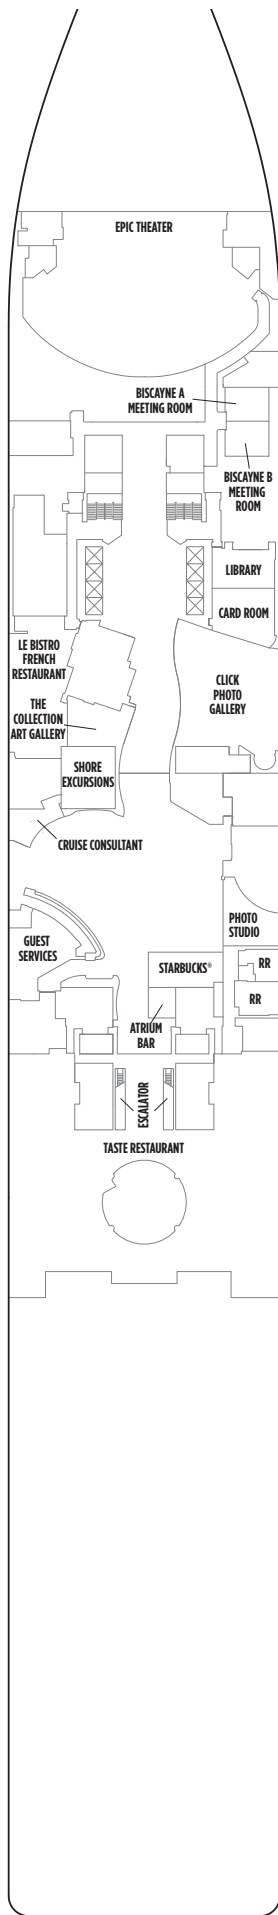 EPIC THEATER
BISCAYNE A
MEETING ROOM
BISCAYNE B
MEETING
ROOM
LIBRARY
CARD ROOM
LE BISTRO
FRENCH
RESTAURANT
CLICK
PHOTO
GALLERY
THE
COLLECTION
ART GALLERY
SHORE
EXCURSIONS
CRUISE CONSULTANT
PHOTO
STUDIO
GUEST
SERVICES
STARBUCKS®
RR
RR
ATRIUM
BAR
ESCALATOR
TASTE RESTAURANT